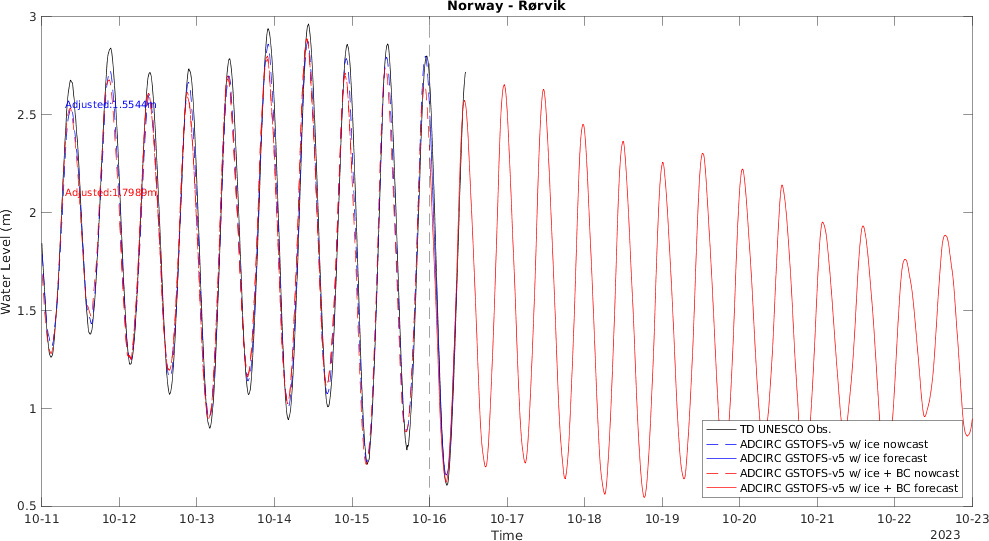 Norway - Rørvik
3
2.5
2
1.5
1
0.5
Water Level (m)
Adjusted:1.5544m
Adjusted:1.7989m
TD UNESCO Obs.
ADCIRC GSTOFS-v5 w/ ice nowcast
ADCIRC GSTOFS-v5 w/ ice forecast
ADCIRC GSTOFS-v5 w/ ice + BC nowcast
ADCIRC GSTOFS-v5 w/ ice + BC forecast
10-11 10-12 10-13 10-14 10-15 10-16 10-17 10-18 10-19 10-20 10-21 10-22 10-23
Time
2023